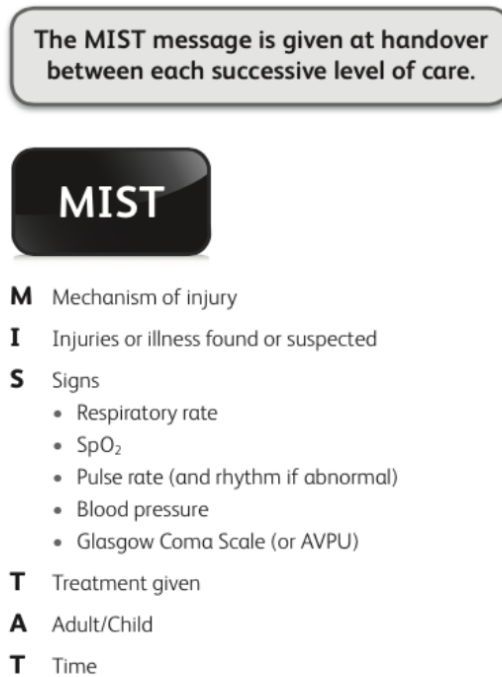 The MIST message is given at handover
between each successive level of care.
MIST
M Mechanism of injury
I Injuries or illness found or suspected
S Signs
• Respiratory rate
• SpO₂
• Pulse rate (and rhythm if abnormal)
• Blood pressure
• Glasgow Coma Scale (or AVPU)
T Treatment given
A Adult/Child
T Time